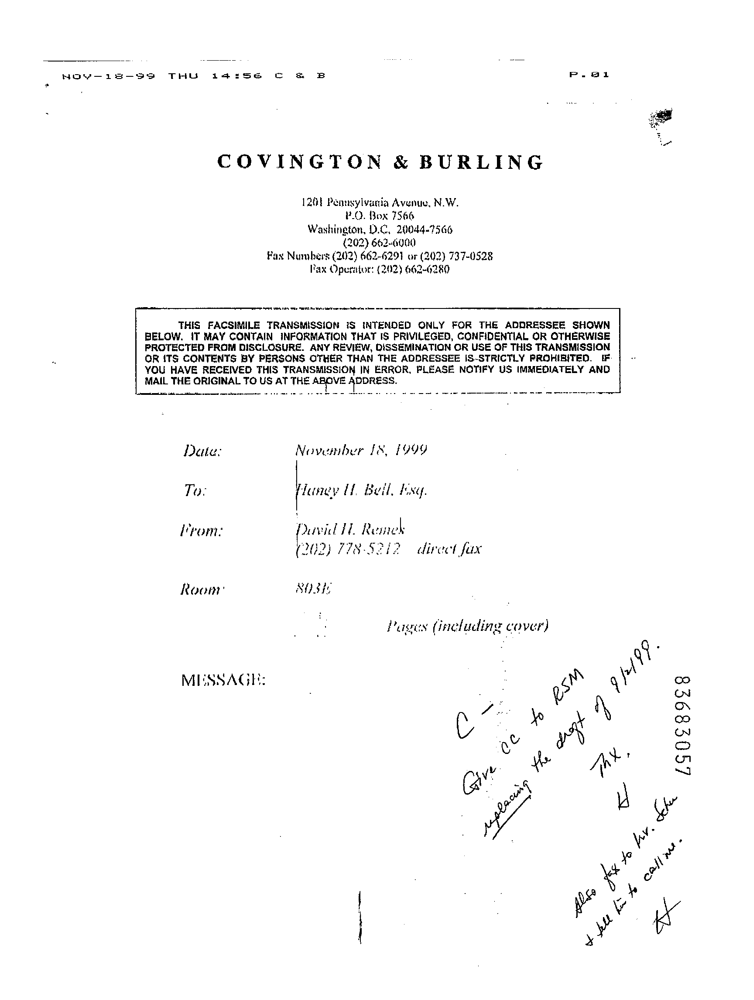 NOV-18-99 THU 14:56 C & B P.01
COVINGTON & BURLING
1201 Pennsylvania Avenue, N.W.
P.O. Box 7566
Washington, D.C. 20044-7566
(202) 662-6000
Fax Numbers (202) 662-6291 or (202) 737-0528
Fax Operator: (202) 662-6280
THIS FACSIMILE TRANSMISSION IS INTENDED ONLY FOR THE ADDRESSEE SHOWN
BELOW. IT MAY CONTAIN INFORMATION THAT IS PRIVILEGED, CONFIDENTIAL OR OTHERWISE
PROTECTED FROM DISCLOSURE. ANY REVIEW, DISSEMINATION OR USE OF THIS TRANSMISSION
OR ITS CONTENTS BY PERSONS OTHER THAN THE ADDRESSEE IS STRICTLY PROHIBITED. IF
YOU HAVE RECEIVED THIS TRANSMISSION IN ERROR, PLEASE NOTIFY US IMMEDIATELY AND
MAIL THE ORIGINAL TO US AT THE ABOVE ADDRESS.
Date: November 18, 1999
To: Haney H. Bell, Esq.
From: David H. Remes
(202) 778-5212 direct fax
Room: 803E
Pages (including cover)
MESSAGE:
C -
Give cc to RSM
replacing the draft of 9/2/99.
Thx.
H
Also fax to
& tell him to call me.
H
83683057